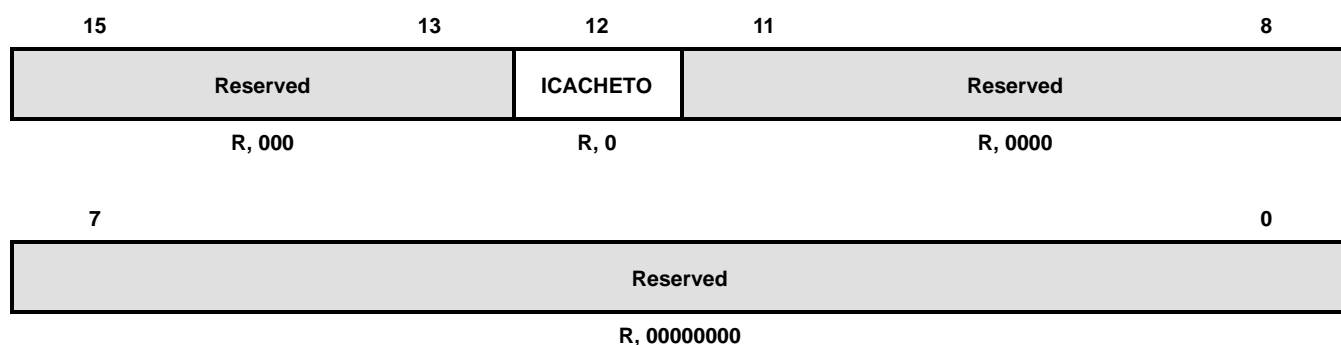 15 13 12 11 8
Reserved ICACHETO Reserved
R, 000 R, 0 R, 0000
7 0
Reserved
R, 00000000